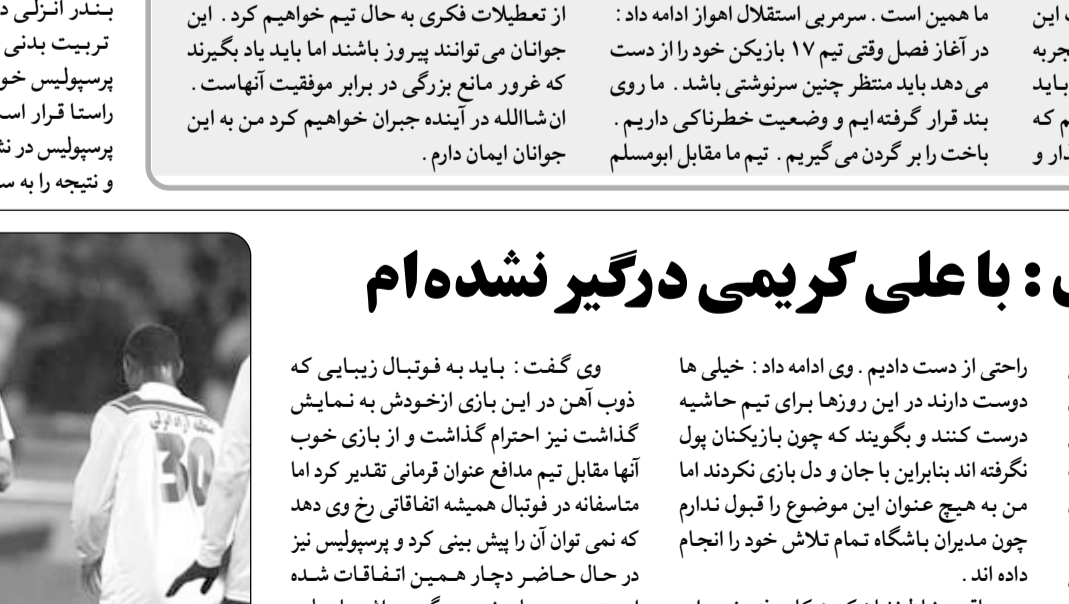 این
تجربه
باید
که
و
ما همین است . سرمربی استقلال اهواز ادامه داد :
در آغاز فصل وقتی تیم ۱۷ بازیکن خود را از دست
می دهد باید منتظر چنین سرنوشتی باشد . ما روی
بند قرار گرفته ایم و وضعیت خطرناکی داریم .
باخت را بر گردن می گیریم . تیم ما مقابل ابومسلم
از تعطیلات فکری به حال تیم خواهیم کرد . این
جوانان می توانند پیروز باشند اما باید یاد بگیرند
که غرور مانع بزرگی در برابر موفقیت آنهاست .
ان شااالله در آینده جبران خواهیم کرد من به این
جوانان ایمان دارم .
بندر انزلی
تربیت بدنی
پرسپولیس
راستا قرار
پرسپولیس در
و نتیجه را به
: با علی کریمی درگیر نشده ام
راحتی از دست دادیم . وی ادامه داد : خیلی ها
دوست دارند در این روزها برای تیم حاشیه
درست کنند و بگویند که چون بازیکنان پول
نگرفته اند بنابراین با جان و دل بازی نکردند اما
من به هیچ عنوان این موضوع را قبول ندارم
چون مدیران باشگاه تمام تلاش خود را انجام
داده اند .
وی گفت : باید به فوتبال زیبایی که
ذوب آهن در این بازی ازخودش به نمایش
گذاشت نیز احترام گذاشت و از بازی خوب
آنها مقابل تیم مدافع عنوان قرمانی تقدیر کرد اما
متاسفانه در فوتبال همیشه اتفاقاتی رخ وی دهد
که نمی توان آن را پیش بینی کرد و پرسپولیس نیز
در حال حاضر دچار همین اتفاقات شده
30